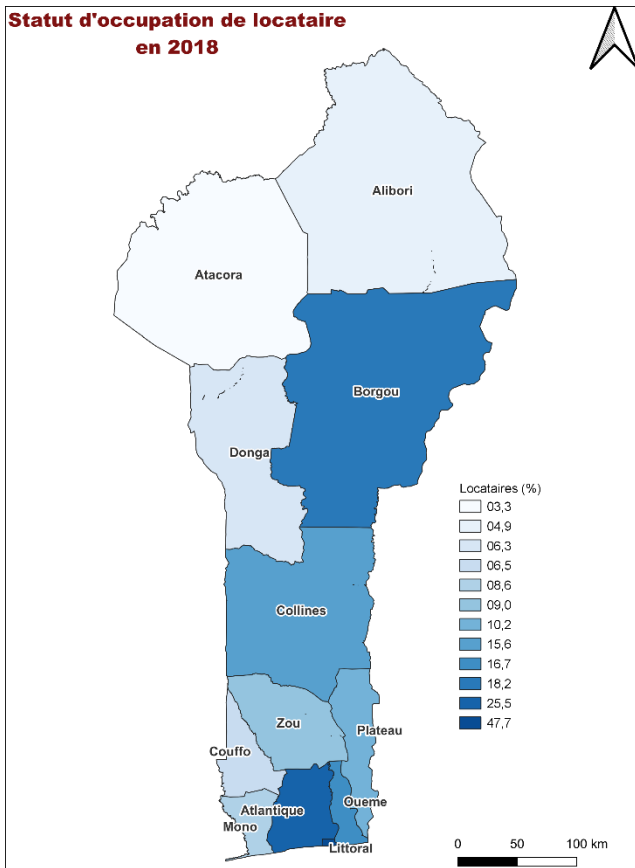 Statut d'occupation de locataire
en 2018
Alibori
Atacora
Borgou
Donga
Locataires (%)
03,3
04,9
06,3
06,5
08,6
09,0
10,2
15,6
16,7
18,2
25,5
47,7
Collines
Zou
Plateau
Couffo
Atlantique
Oueme
Mono
Littoral
0 50 100 km